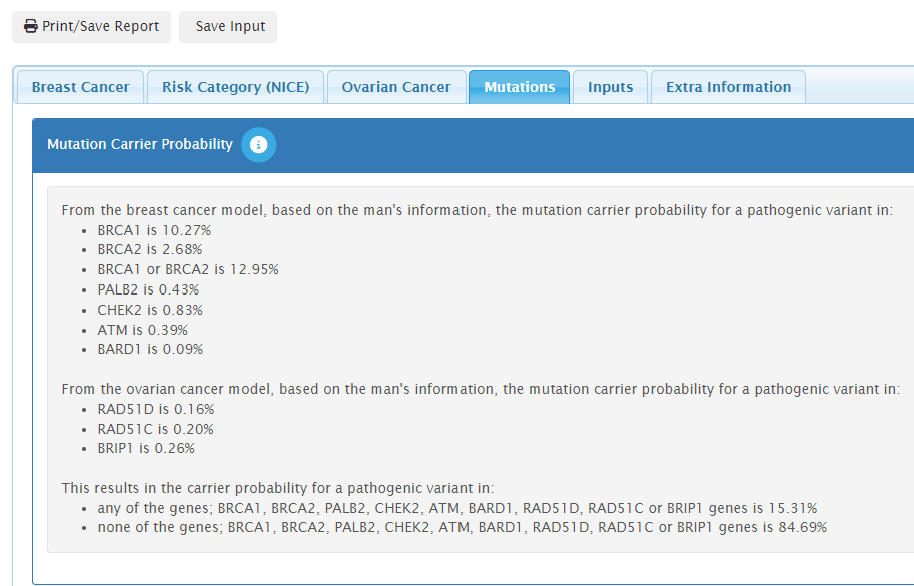 Print/Save Report Save Input
Breast Cancer Risk Category (NICE) Ovarian Cancer Mutations Inputs Extra Information
Mutation Carrier Probability
From the breast cancer model, based on the man's information, the mutation carrier probability for a pathogenic variant in:
• BRCA1 is 10.27%
• BRCA2 is 2.68%
• BRCA1 or BRCA2 is 12.95%
• PALB2 is 0.43%
• CHEK2 is 0.83%
• ATM is 0.39%
• BARD1 is 0.09%
From the ovarian cancer model, based on the man's information, the mutation carrier probability for a pathogenic variant in:
• RAD51D is 0.16%
• RAD51C is 0.20%
• BRIP1 is 0.26%
This results in the carrier probability for a pathogenic variant in:
• any of the genes; BRCA1, BRCA2, PALB2, CHEK2, ATM, BARD1, RAD51D, RAD51C or BRIP1 genes is 15.31%
• none of the genes; BRCA1, BRCA2, PALB2, CHEK2, ATM, BARD1, RAD51D, RAD51C or BRIP1 genes is 84.69%